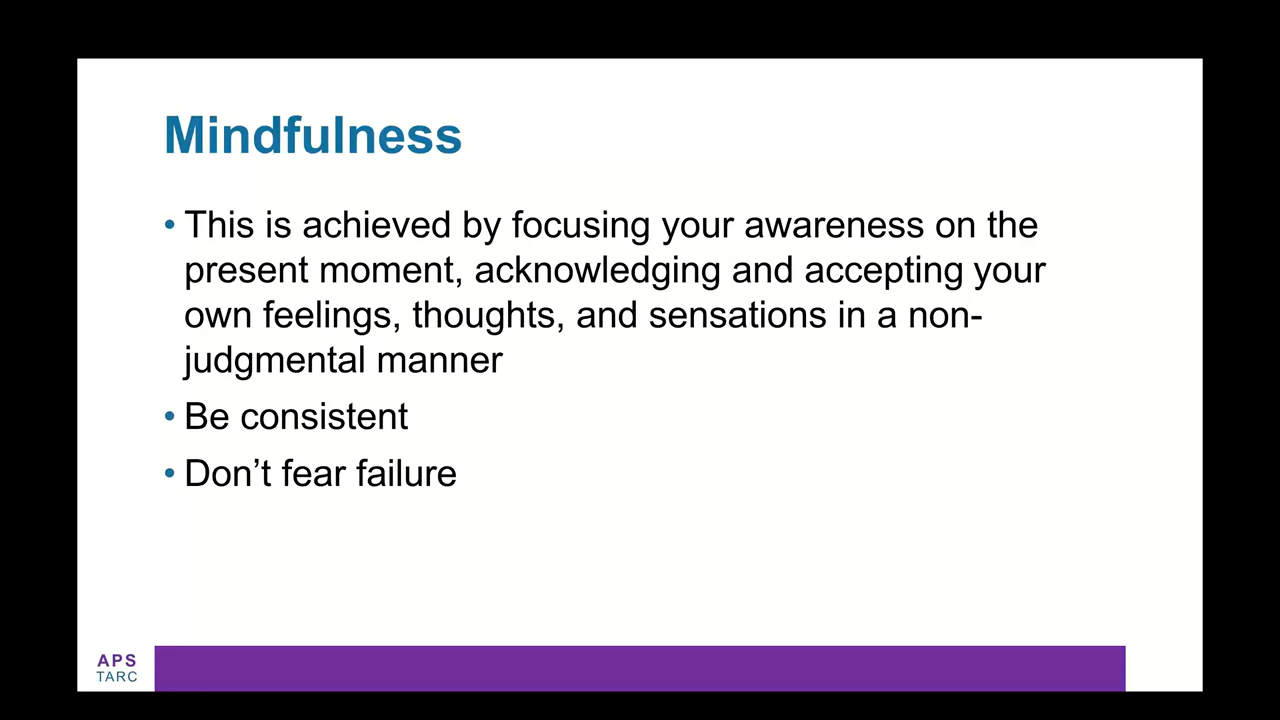 Mindfulness
• This is achieved by focusing your awareness on the
present moment, acknowledging and accepting your
own feelings, thoughts, and sensations in a non-
judgmental manner
• Be consistent
• Don’t fear failure
APS
TARC